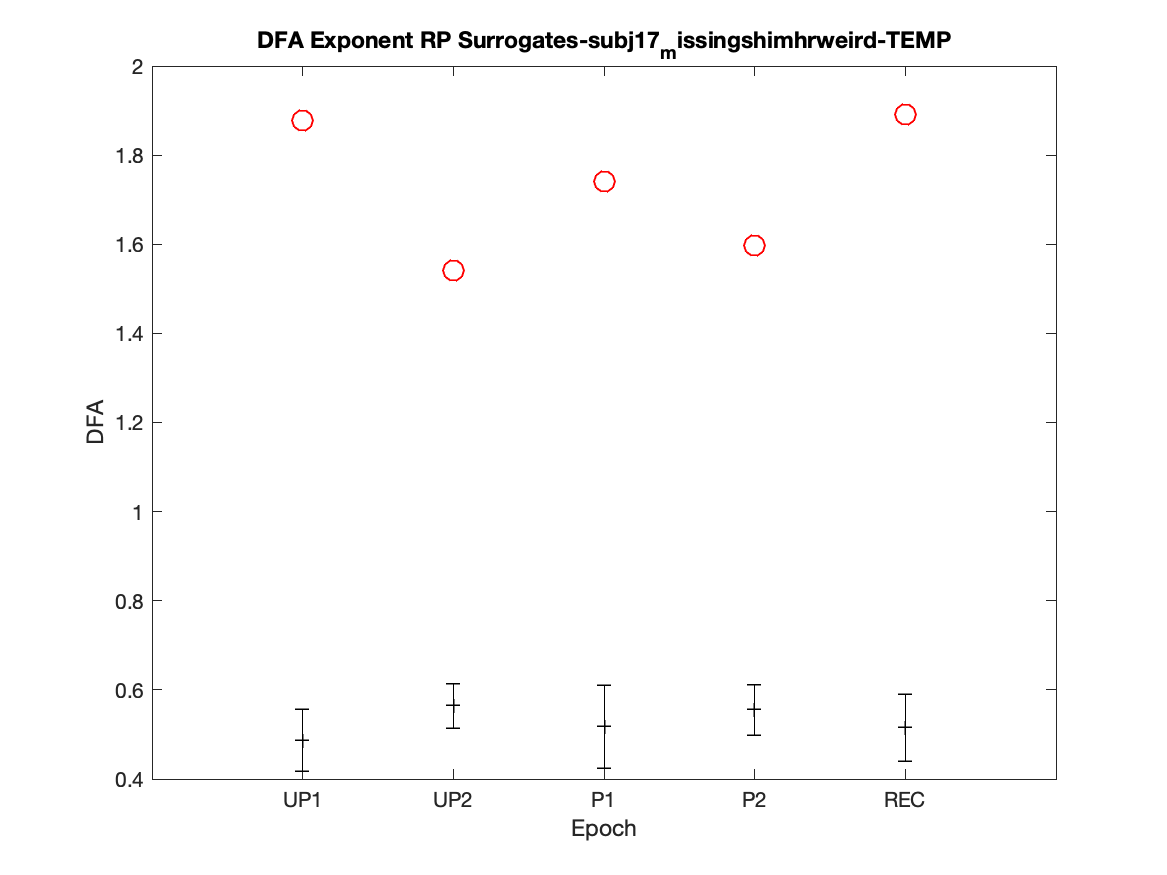 DFA Exponent RP Surrogates-subj17missingshimhrweird-TEMP
2
1.8
1.6
1.4
1.2
1
0.8
0.6
0.4
DFA
UP1 UP2 P1 P2 REC
Epoch